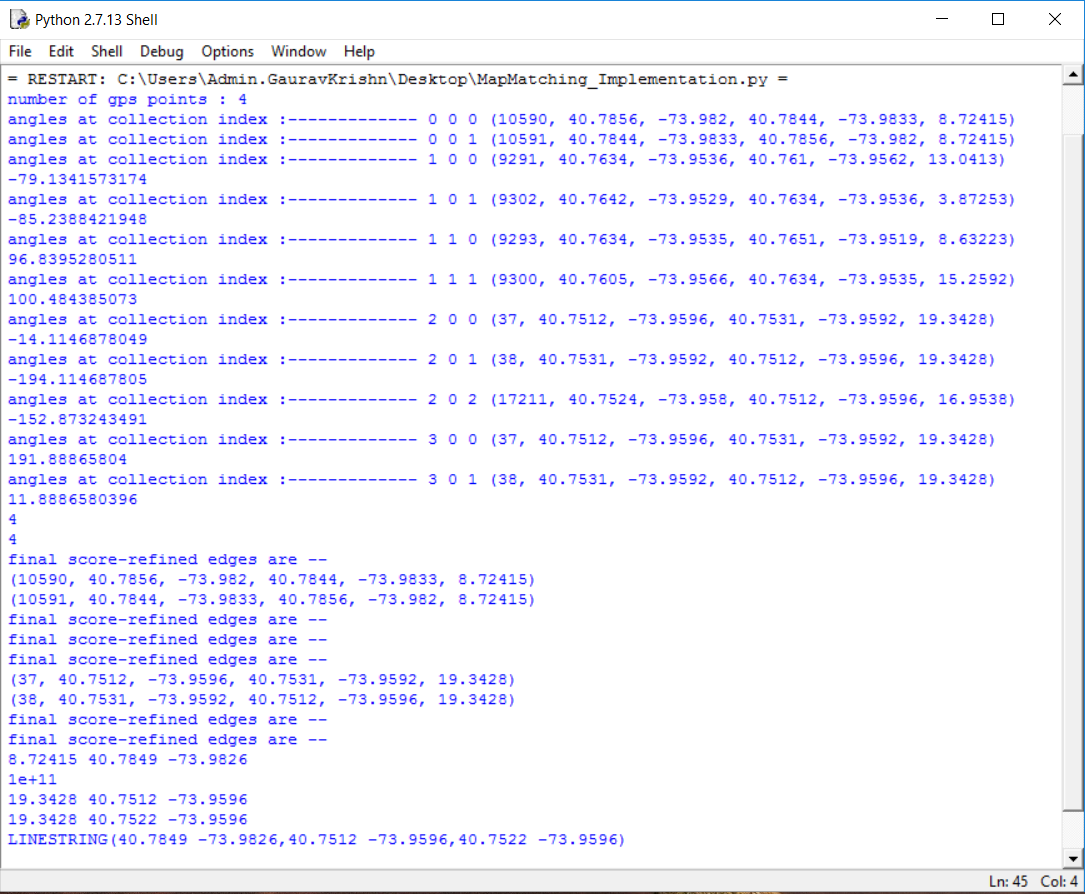 Python 2.7.13 Shell
File Edit Shell Debug Options Window Help
= RESTART: C:\Users\Admin.GauravKrishn\Desktop\MapMatching_Implementation.py =
number of gps points : 4
angles at collection index :------------- 0 0 0 (10590, 40.7856, -73.982, 40.7844, -73.9833, 8.72415)
angles at collection index :------------- 0 0 1 (10591, 40.7844, -73.9833, 40.7856, -73.982, 8.72415)
angles at collection index :------------- 1 0 0 (9291, 40.7634, -73.9536, 40.761, -73.9562, 13.0413)
-79.1341573174
angles at collection index :------------- 1 0 1 (9302, 40.7642, -73.9529, 40.7634, -73.9536, 3.87253)
-85.2388421948
angles at collection index :------------- 1 1 0 (9293, 40.7634, -73.9535, 40.7651, -73.9519, 8.63223)
96.8395280511
angles at collection index :------------- 1 1 1 (9300, 40.7605, -73.9566, 40.7634, -73.9535, 15.2592)
100.484385073
angles at collection index :------------- 2 0 0 (37, 40.7512, -73.9596, 40.7531, -73.9592, 19.3428)
-14.1146878049
angles at collection index :------------- 2 0 1 (38, 40.7531, -73.9592, 40.7512, -73.9596, 19.3428)
-194.114687805
angles at collection index :------------- 2 0 2 (17211, 40.7524, -73.958, 40.7512, -73.9596, 16.9538)
-152.873243491
angles at collection index :------------- 3 0 0 (37, 40.7512, -73.9596, 40.7531, -73.9592, 19.3428)
191.88865804
angles at collection index :------------- 3 0 1 (38, 40.7531, -73.9592, 40.7512, -73.9596, 19.3428)
11.8886580396
4
4
final score-refined edges are --
(10590, 40.7856, -73.982, 40.7844, -73.9833, 8.72415)
(10591, 40.7844, -73.9833, 40.7856, -73.982, 8.72415)
final score-refined edges are --
final score-refined edges are --
final score-refined edges are --
(37, 40.7512, -73.9596, 40.7531, -73.9592, 19.3428)
(38, 40.7531, -73.9592, 40.7512, -73.9596, 19.3428)
final score-refined edges are --
final score-refined edges are --
8.72415 40.7849 -73.9826
1e+11
19.3428 40.7512 -73.9596
19.3428 40.7522 -73.9596
LINESTRING(40.7849 -73.9826,40.7512 -73.9596,40.7522 -73.9596)
Ln: 45 Col: 4